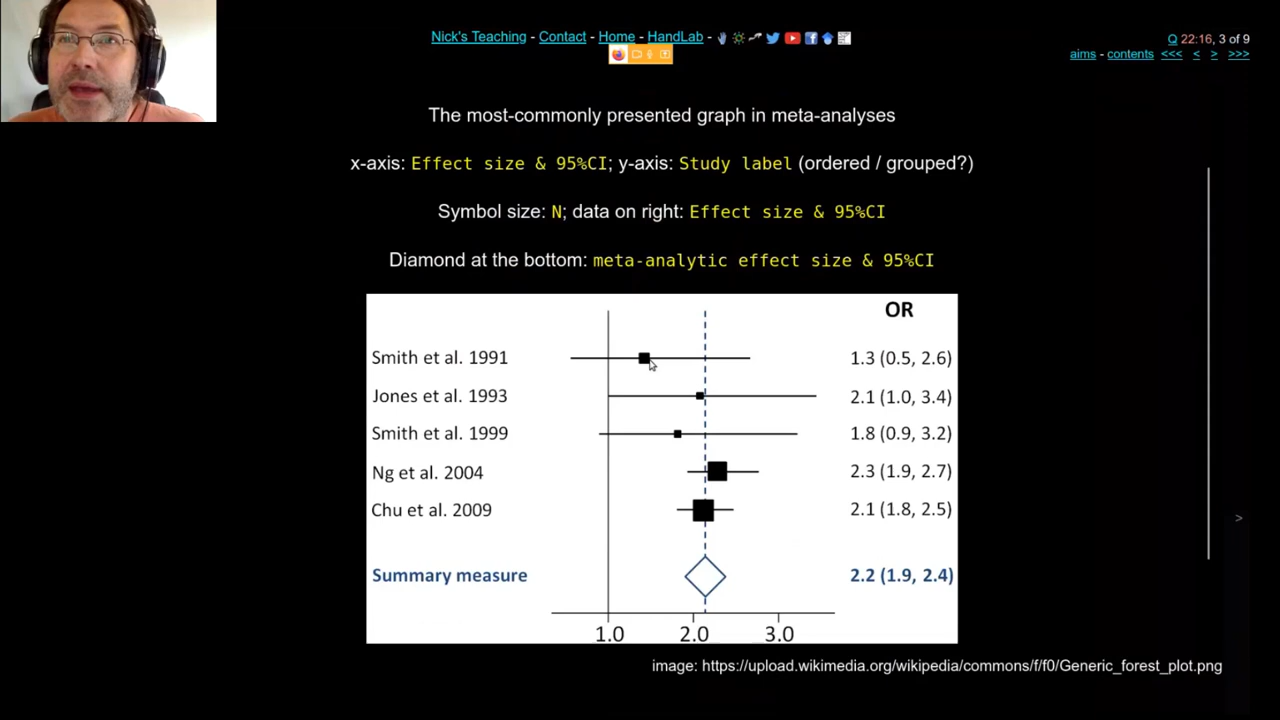 Nick's Teaching - Contact - Home - HandLab -
Q 22:16, 3 of 9
aims - contents <<< < > >>>
The most-commonly presented graph in meta-analyses
x-axis: Effect size & 95%CI; y-axis: Study label (ordered / grouped?)
Symbol size: N; data on right: Effect size & 95%CI
Diamond at the bottom: meta-analytic effect size & 95%CI
OR
Smith et al. 1991 1.3 (0.5, 2.6)
Jones et al. 1993 2.1 (1.0, 3.4)
Smith et al. 1999 1.8 (0.9, 3.2)
Ng et al. 2004 2.3 (1.9, 2.7)
Chu et al. 2009 2.1 (1.8, 2.5)
>
Summary measure 2.2 (1.9, 2.4)
1.0 2.0 3.0
image: https://upload.wikimedia.org/wikipedia/commons/f/f0/Generic_forest_plot.png